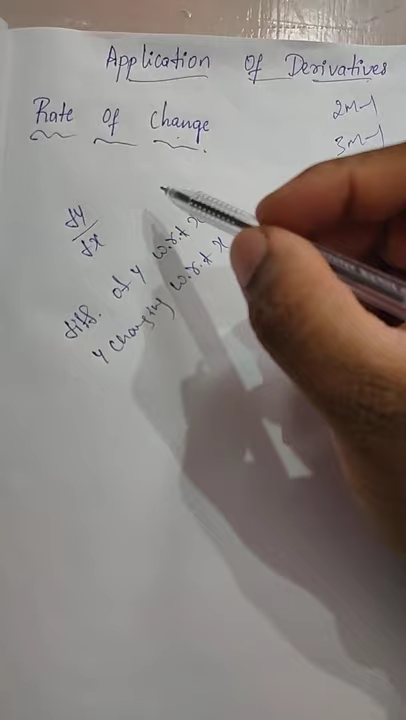 Application Of Derivatives
Rate Of Change
2M-1
3M-1
dy
dx
diff. of y w.r.t x
y changing w.r.t x